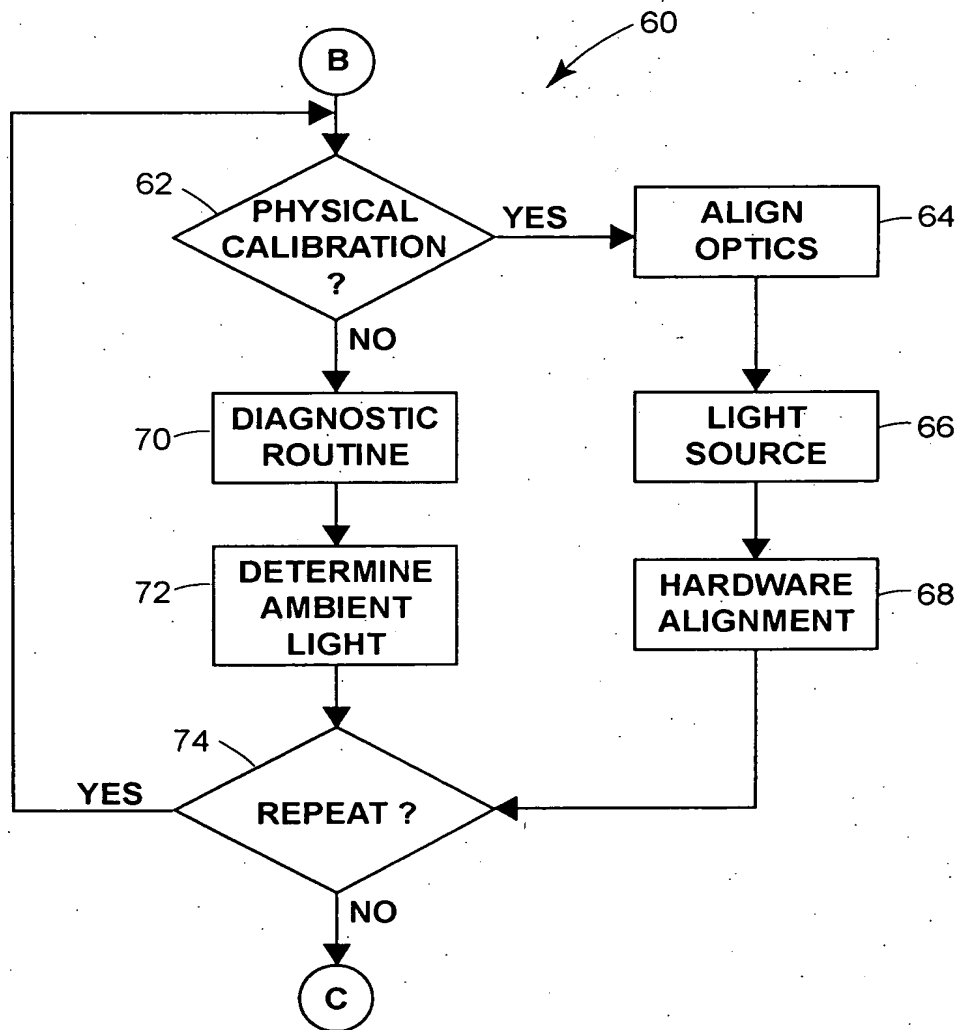 60
B
62
PHYSICAL
CALIBRATION
?
YES
ALIGN
OPTICS
64
NO
70
DIAGNOSTIC
ROUTINE
LIGHT
SOURCE
66
72
DETERMINE
AMBIENT
LIGHT
HARDWARE
ALIGNMENT
68
74
YES
REPEAT ?
NO
C